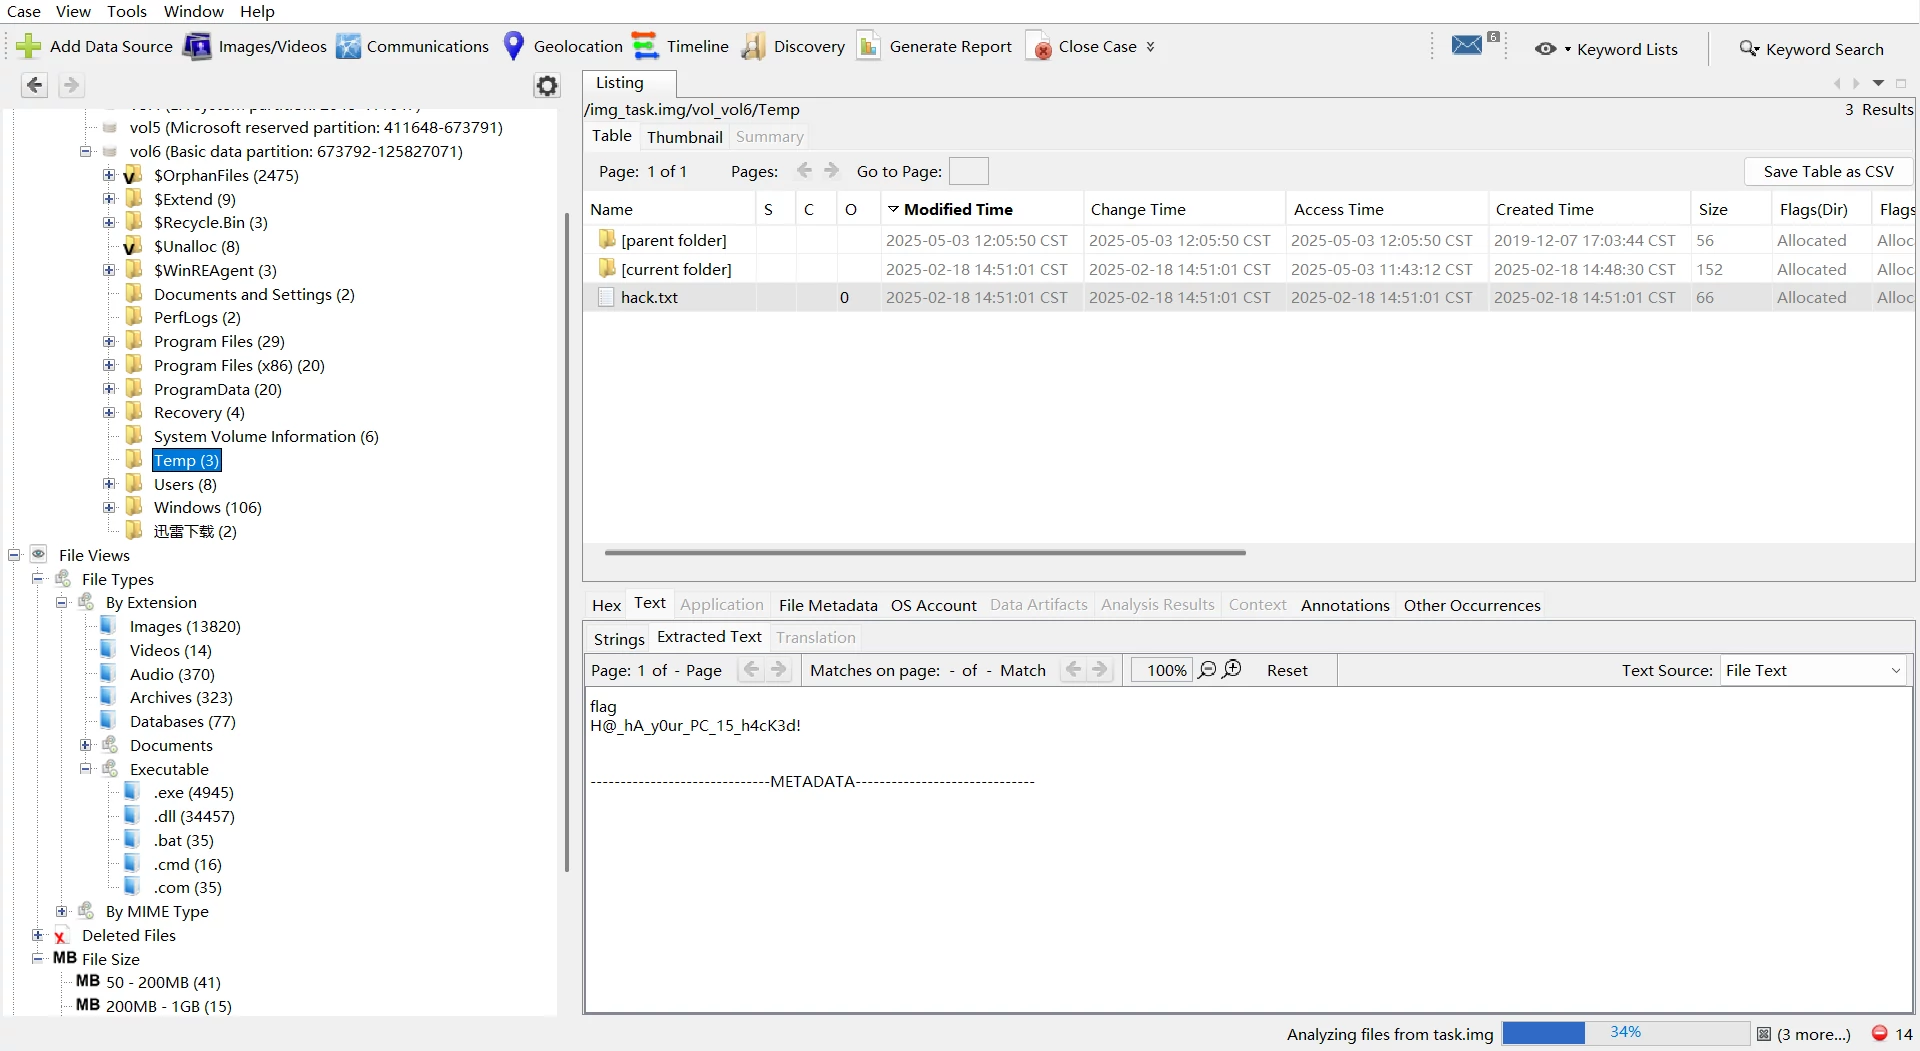 Case View Tools Window Help
Add Data Source Images/Videos Communications Geolocation Timeline Discovery Generate Report Close Case 6 Keyword Lists Keyword Search
vol5 (Microsoft reserved partition: 411648-673791)
vol6 (Basic data partition: 673792-125827071)
$OrphanFiles (2475)
$Extend (9)
$Recycle.Bin (3)
$Unalloc (8)
$WinREAgent (3)
Documents and Settings (2)
PerfLogs (2)
Program Files (29)
Program Files (x86) (20)
ProgramData (20)
Recovery (4)
System Volume Information (6)
Temp (3)
Users (8)
Windows (106)
迅雷下载 (2)
File Views
File Types
By Extension
Images (13820)
Videos (14)
Audio (370)
Archives (323)
Databases (77)
Documents
Executable
.exe (4945)
.dll (34457)
.bat (35)
.cmd (16)
.com (35)
By MIME Type
Deleted Files
MB File Size
MB 50 - 200MB (41)
MB 200MB - 1GB (15)
Listing
/img_task.img/vol_vol6/Temp 3 Results
Table Thumbnail Summary
Page: 1 of 1 Pages: Go to Page: Save Table as CSV
Name S C O Modified Time Change Time Access Time Created Time Size Flags(Dir) Flags
[parent folder] 2025-05-03 12:05:50 CST 2025-05-03 12:05:50 CST 2025-05-03 12:05:50 CST 2019-12-07 17:03:44 CST 56 Allocated Alloc
[current folder] 2025-02-18 14:51:01 CST 2025-02-18 14:51:01 CST 2025-05-03 11:43:12 CST 2025-02-18 14:48:30 CST 152 Allocated Alloc
hack.txt 0 2025-02-18 14:51:01 CST 2025-02-18 14:51:01 CST 2025-02-18 14:51:01 CST 2025-02-18 14:51:01 CST 66 Allocated Alloc
Hex Text Application File Metadata OS Account Data Artifacts Analysis Results Context Annotations Other Occurrences
Strings Extracted Text Translation
Page: 1 of - Page Matches on page: - of - Match 100% Reset Text Source: File Text
flag
H@_hA_y0ur_PC_15_h4cK3d!
------------------------------METADATA------------------------------
Analyzing files from task.img 34% (3 more...) 14